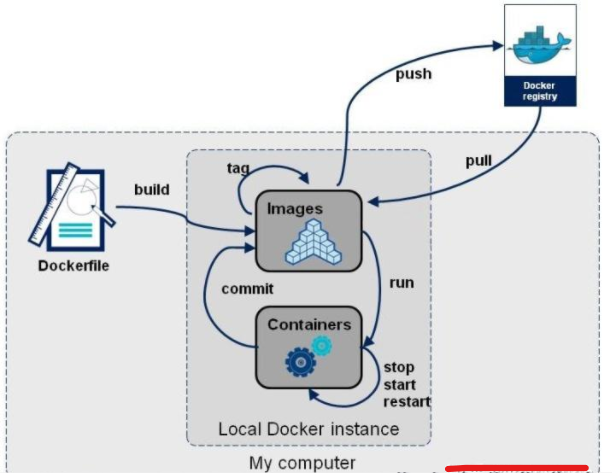 push
Docker
registry
tag
pull
build
Images
Dockerfile
commit
run
Containers
stop
start
restart
Local Docker instance
My computer